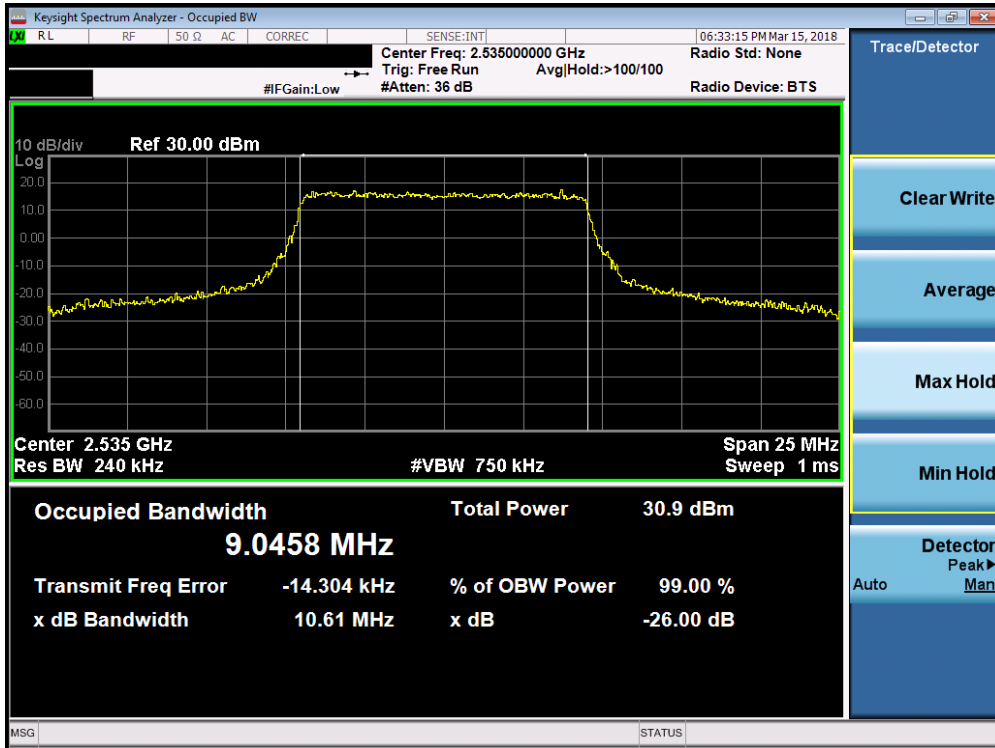 Keysight Spectrum Analyzer - Occupied BW
LXI RL RF 50 Ω AC CORREC SENSE:INT 06:33:15 PM Mar 15, 2018
Center Freq: 2.535000000 GHz Radio Std: None
Trig: Free Run Avg|Hold:>100/100
#IFGain:Low #Atten: 36 dB Radio Device: BTS
Trace/Detector
10 dB/div Ref 30.00 dBm
Log
20.0
10.0
0.00
-10.0
-20.0
-30.0
-40.0
-50.0
-60.0
Center 2.535 GHz Span 25 MHz
Res BW 240 kHz #VBW 750 kHz Sweep 1 ms
Occupied Bandwidth Total Power 30.9 dBm
9.0458 MHz
Transmit Freq Error -14.304 kHz % of OBW Power 99.00 %
x dB Bandwidth 10.61 MHz x dB -26.00 dB
Clear Write
Average
Max Hold
Min Hold
Detector
Peak▶
Auto Man
MSG STATUS